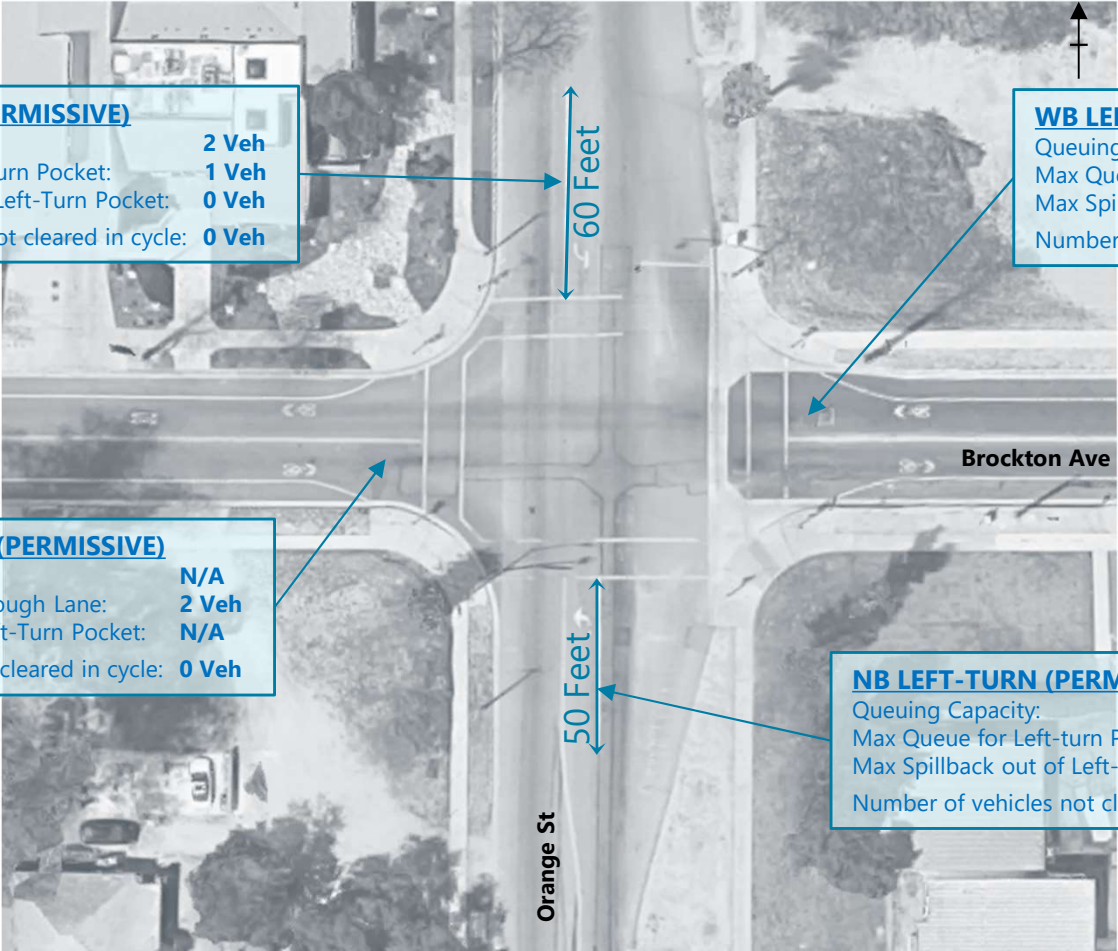 RMISSIVE)
2 Veh
urn Pocket: 1 Veh
Left-Turn Pocket: 0 Veh
ot cleared in cycle: 0 Veh
60 Feet
WB LE
Queuing
Max Que
Max Spi
Number
Brockton Ave
(PERMISSIVE)
N/A
ough Lane: 2 Veh
t-Turn Pocket: N/A
cleared in cycle: 0 Veh
50 Feet
NB LEFT-TURN (PERM
Queuing Capacity:
Max Queue for Left-turn P
Max Spillback out of Left-
Number of vehicles not cl
Orange St